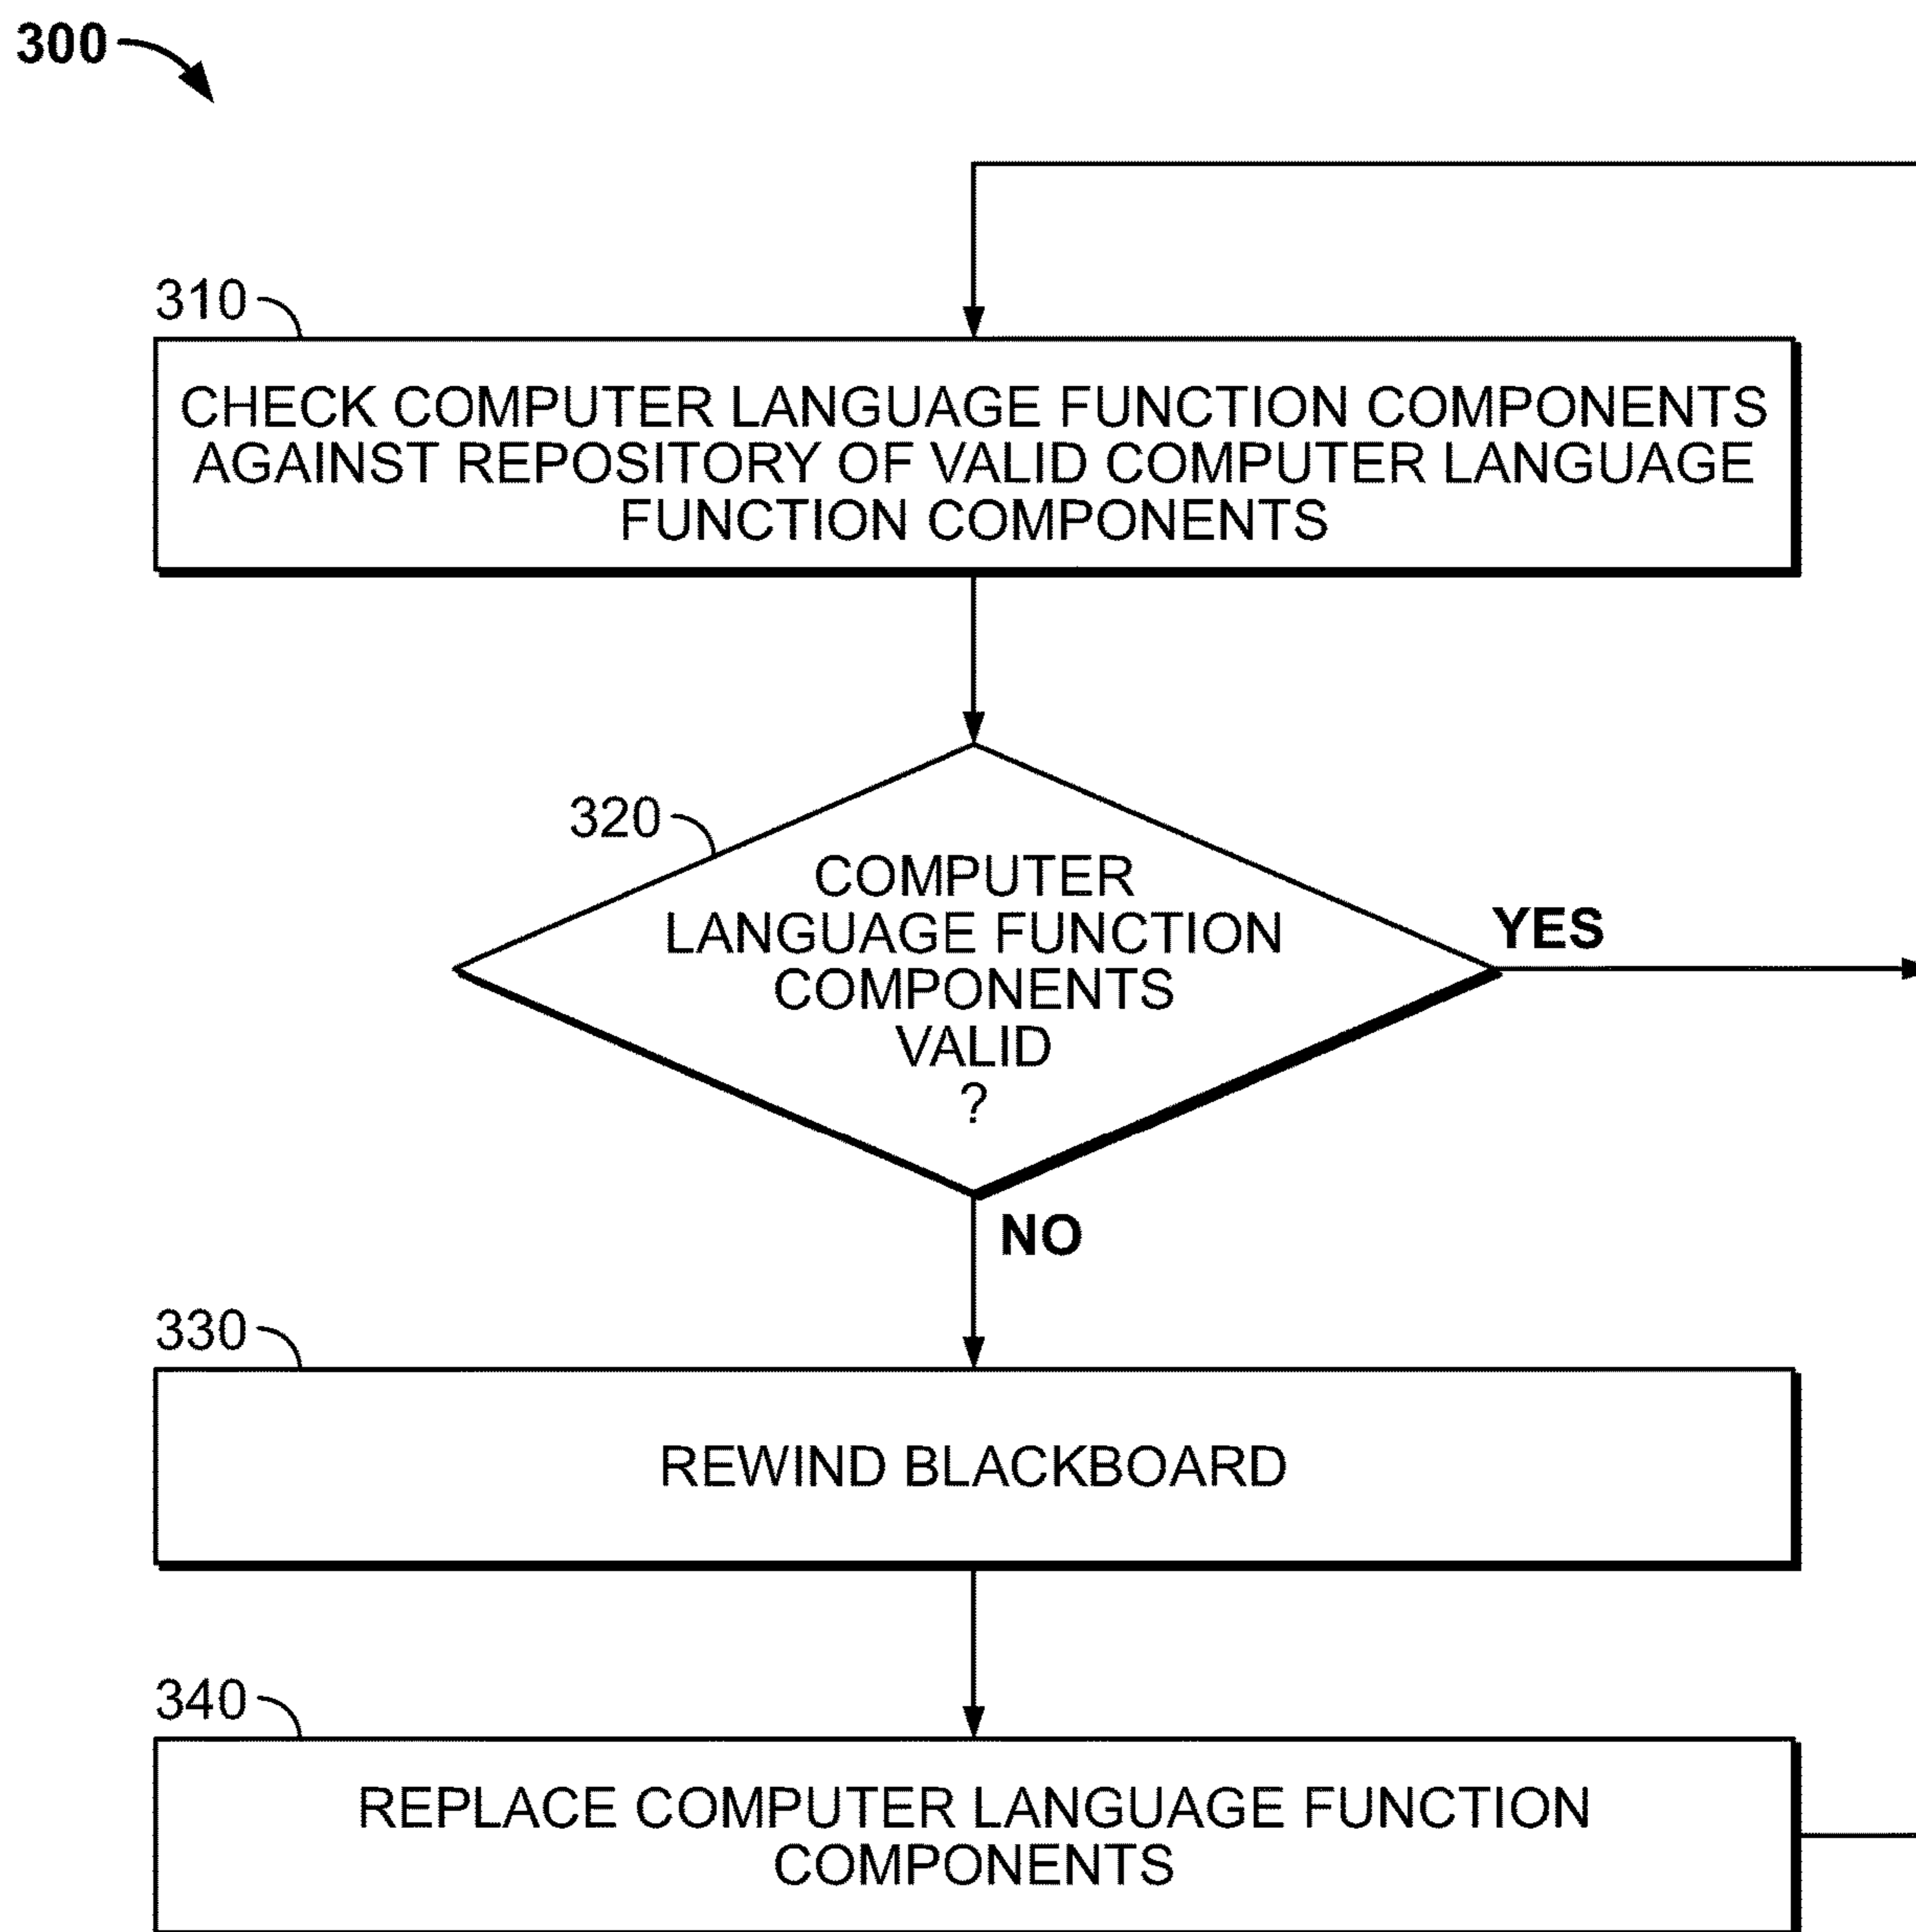 300
310
CHECK COMPUTER LANGUAGE FUNCTION COMPONENTS
AGAINST REPOSITORY OF VALID COMPUTER LANGUAGE
FUNCTION COMPONENTS
320
COMPUTER
LANGUAGE FUNCTION
COMPONENTS
VALID
?
YES
NO
330
REWIND BLACKBOARD
340
REPLACE COMPUTER LANGUAGE FUNCTION
COMPONENTS